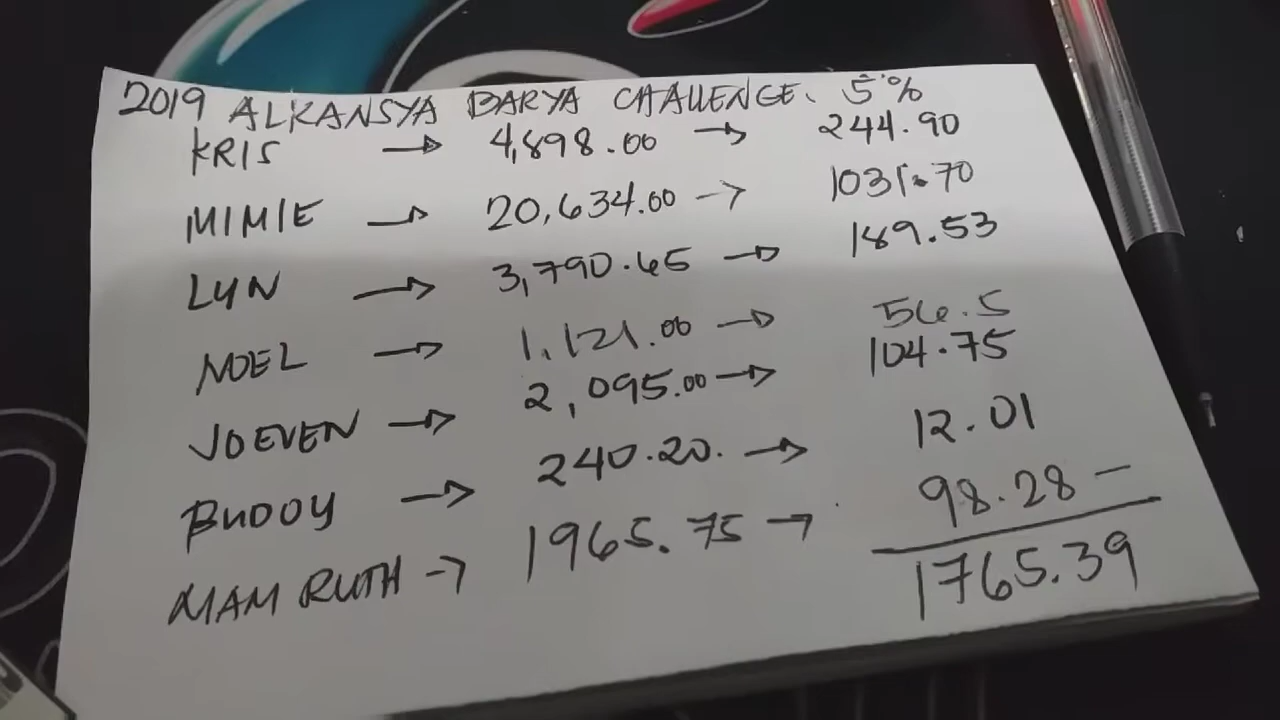 2019 ALKANSYA BARYA CHALLENGE. 5%
KRIS → 4,898.00 → 244.90
MIMIE → 20,634.00 → 1031.70
LYN → 3,790.65 → 189.53
NOEL → 1,121.00 → 56.5
JOEVEN → 2,095.00 → 104.75
BUDDY → 240.20. → 12.01
MAM RUTH → 1965.75 → 98.28 –
1765.39